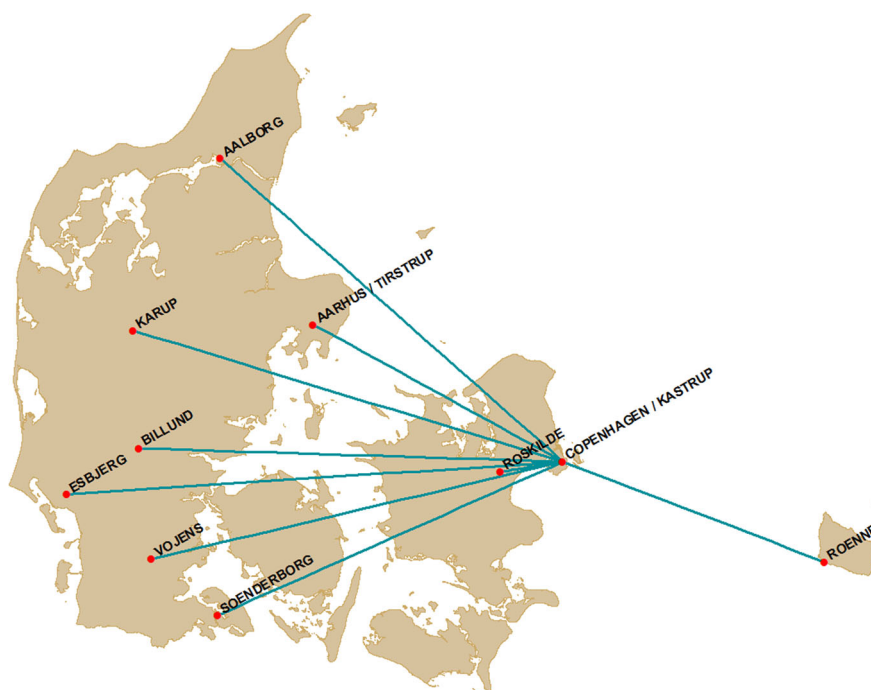 AALBORG
AARHUS / TIRSTRUP
KARUP
COPENHAGEN / KASTRUP
BILLUND
ROSKILDE
ESBJERG
VOJENS
ROENNE
SOENDERBORG